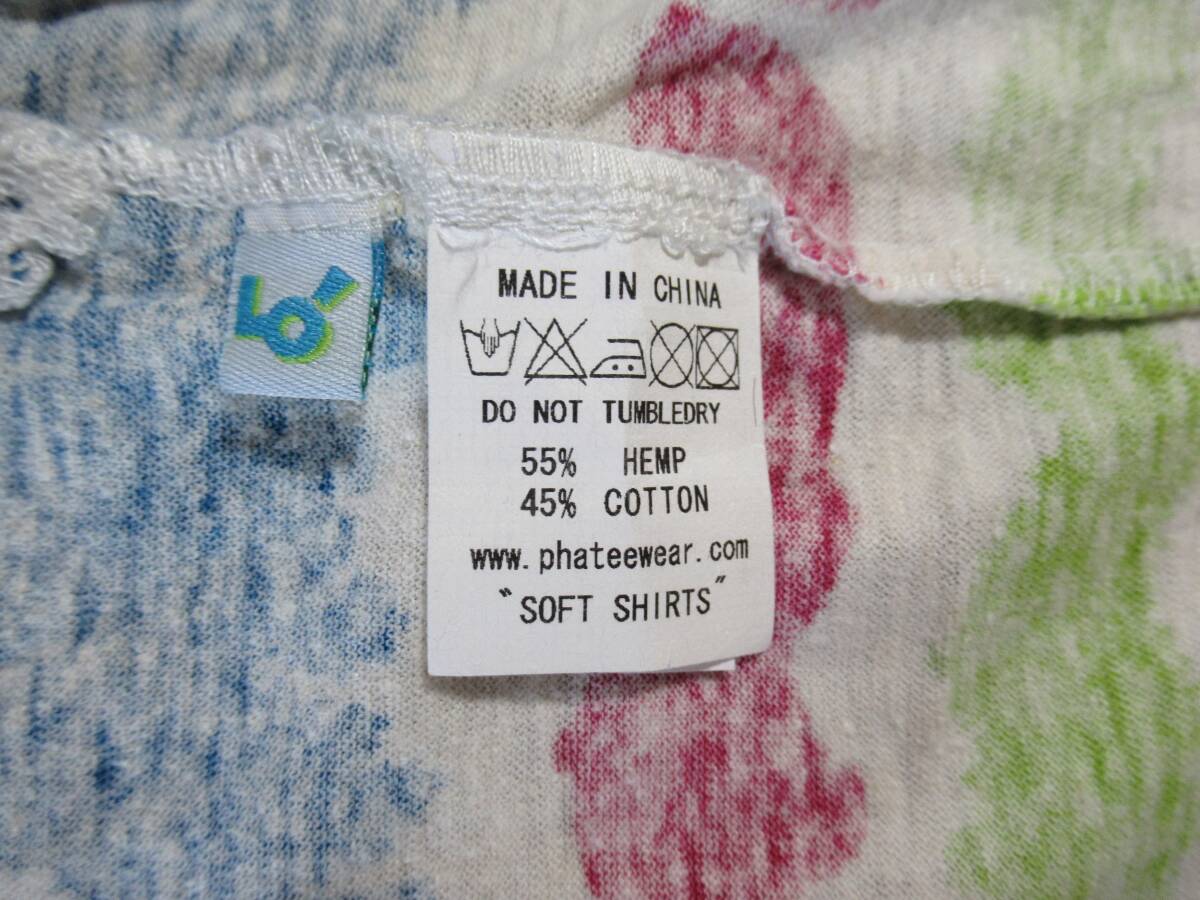 MADE IN CHINA
DO NOT TUMBLEDRY
55% HEMP
45% COTTON
www.phateewear.com
"SOFT SHIRTS"